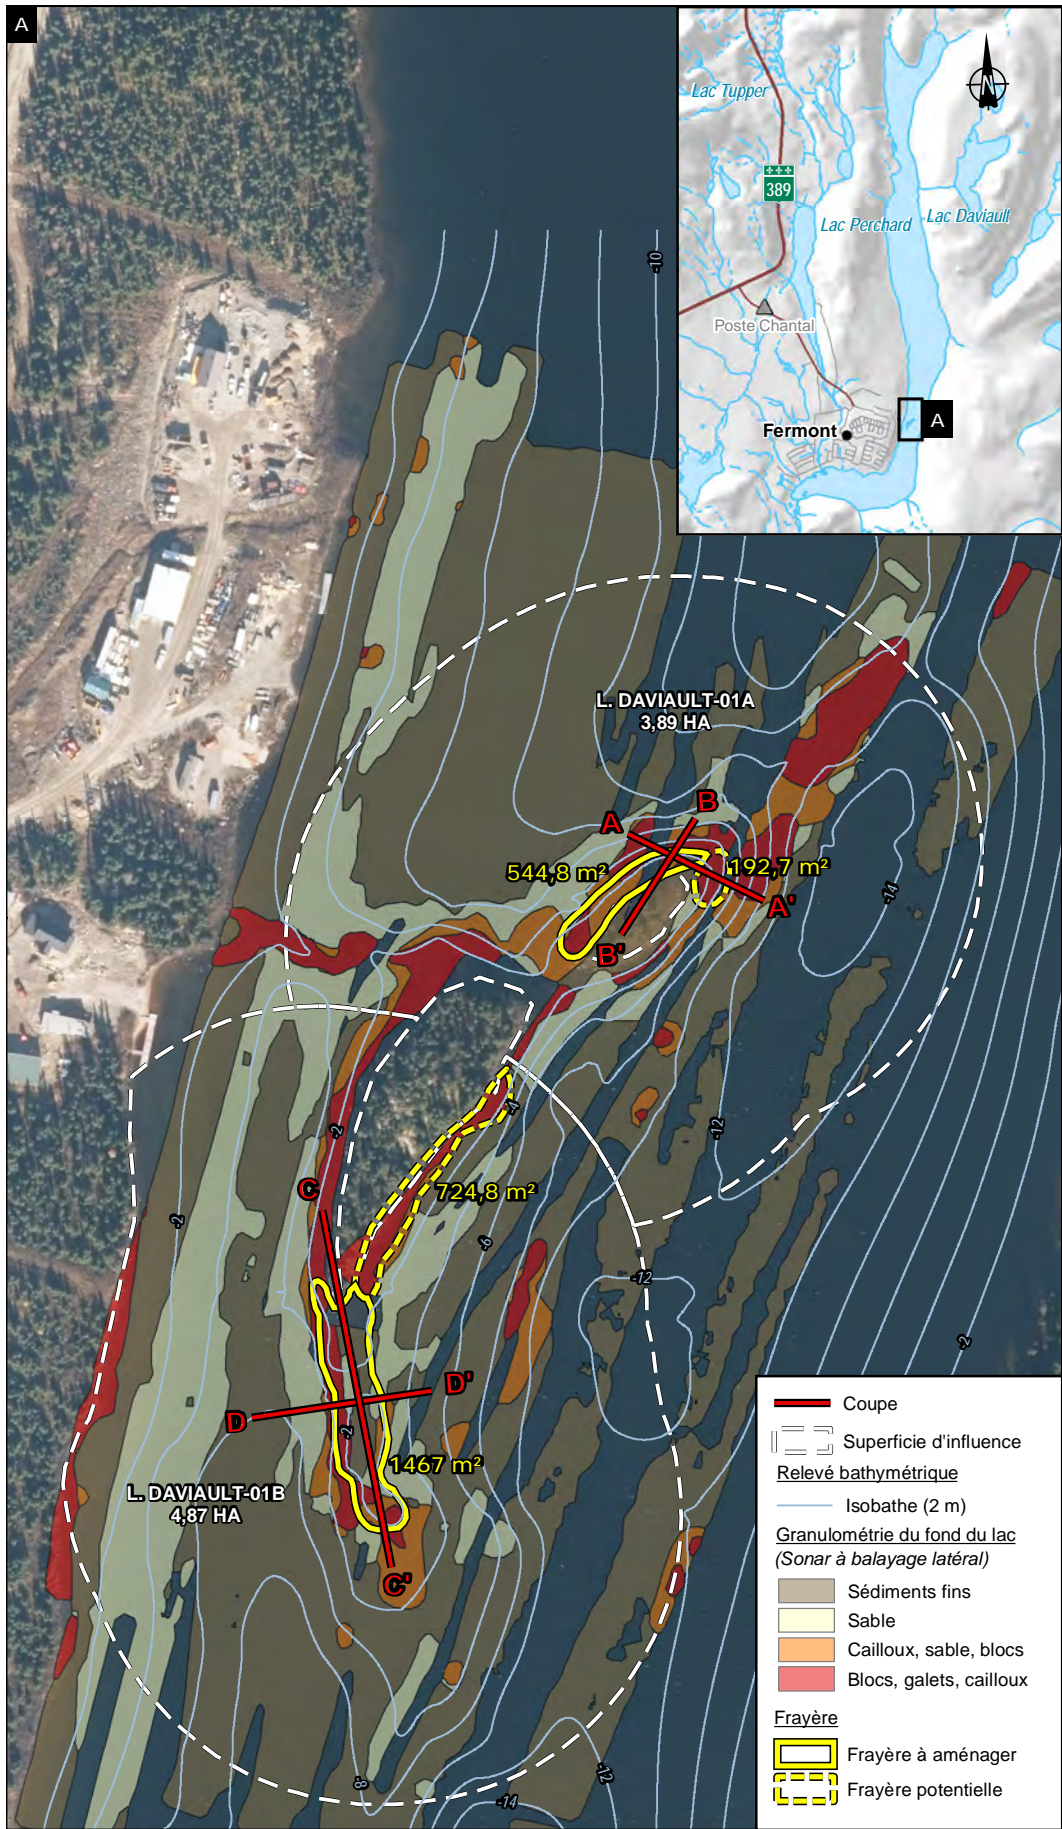 A
Lac Tupper
N
389
Lac Perchard
Lac Daviault
Poste Chantal
Fermont
A
-10
L. DAVIAULT-01A
3,89 HA
A
B
544,8 m²
192,7 m²
A'
B'
-14
-4
-12
-2
C
724,8 m²
-2
-6
-12
-2
D
D'
-2
1467 m²
L. DAVIAULT-01B
4,87 HA
C'
-8
-12
-14
Coupe
Superficie d'influence
Relevé bathymétrique
Isobathe (2 m)
Granulométrie du fond du lac
(Sonar à balayage latéral)
Sédiments fins
Sable
Cailloux, sable, blocs
Blocs, galets, cailloux
Frayère
Frayère à aménager
Frayère potentielle